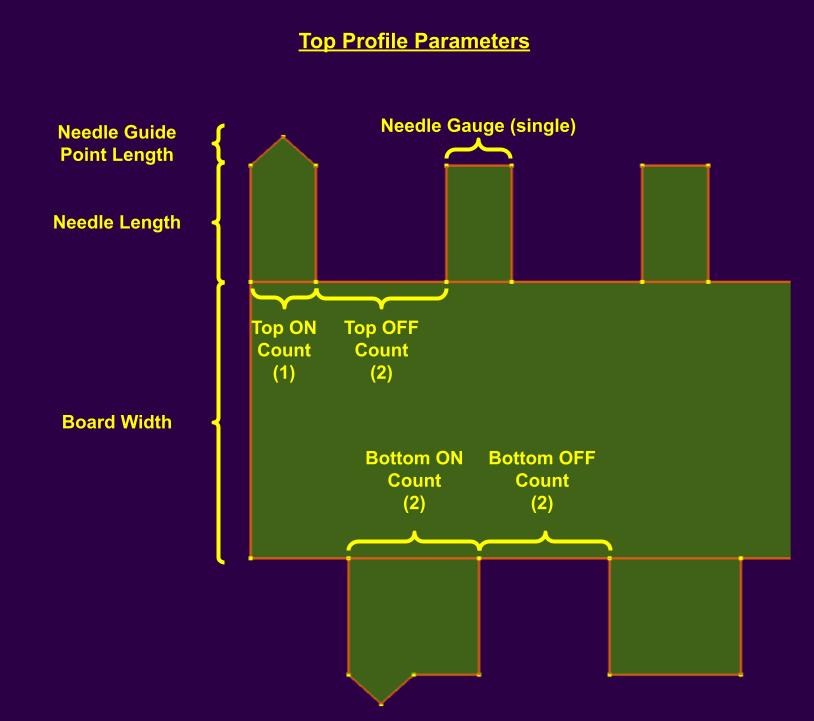 Top Profile Parameters
Needle Guide
Point Length
Needle Gauge (single)
Needle Length
Top ON
Count
(1)
Top OFF
Count
(2)
Board Width
Bottom ON
Count
(2)
Bottom OFF
Count
(2)